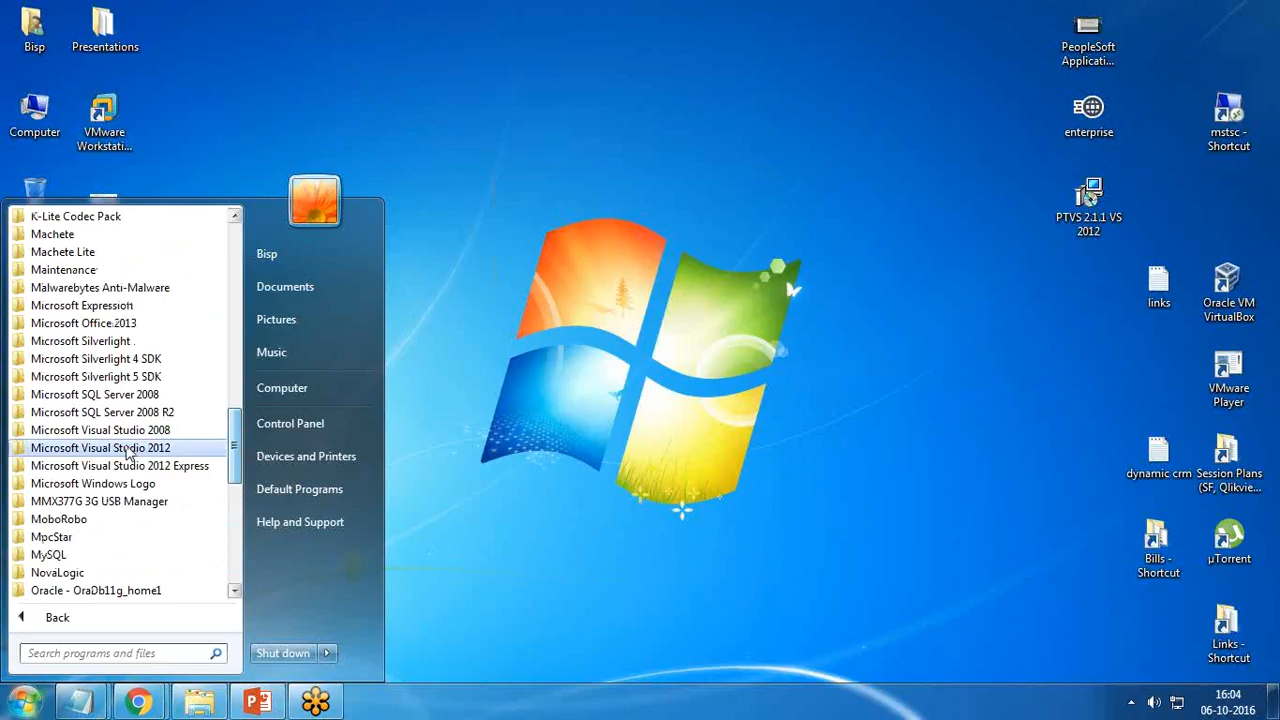 Bisp
Presentations
Computer
VMware
Workstati...
PeopleSoft
Applicati...
enterprise
mstsc -
Shortcut
PTVS 2.1.1 VS
2012
links
Oracle VM
VirtualBox
VMware
Player
dynamic crm
Session Plans
(SF, Qlikvie...
Bills -
Shortcut
µTorrent
Links -
Shortcut
K-Lite Codec Pack
Machete
Machete Lite
Maintenance
Malwarebytes Anti-Malware
Microsoft Expression
Microsoft Office 2013
Microsoft Silverlight
Microsoft Silverlight 4 SDK
Microsoft Silverlight 5 SDK
Microsoft SQL Server 2008
Microsoft SQL Server 2008 R2
Microsoft Visual Studio 2008
Microsoft Visual Studio 2012
Microsoft Visual Studio 2012 Express
Microsoft Windows Logo
MMX377G 3G USB Manager
MoboRobo
MpcStar
MySQL
NovaLogic
Oracle - OraDb11g_home1
Back
Search programs and files
Bisp
Documents
Pictures
Music
Computer
Control Panel
Devices and Printers
Default Programs
Help and Support
Shut down
16:04
06-10-2016